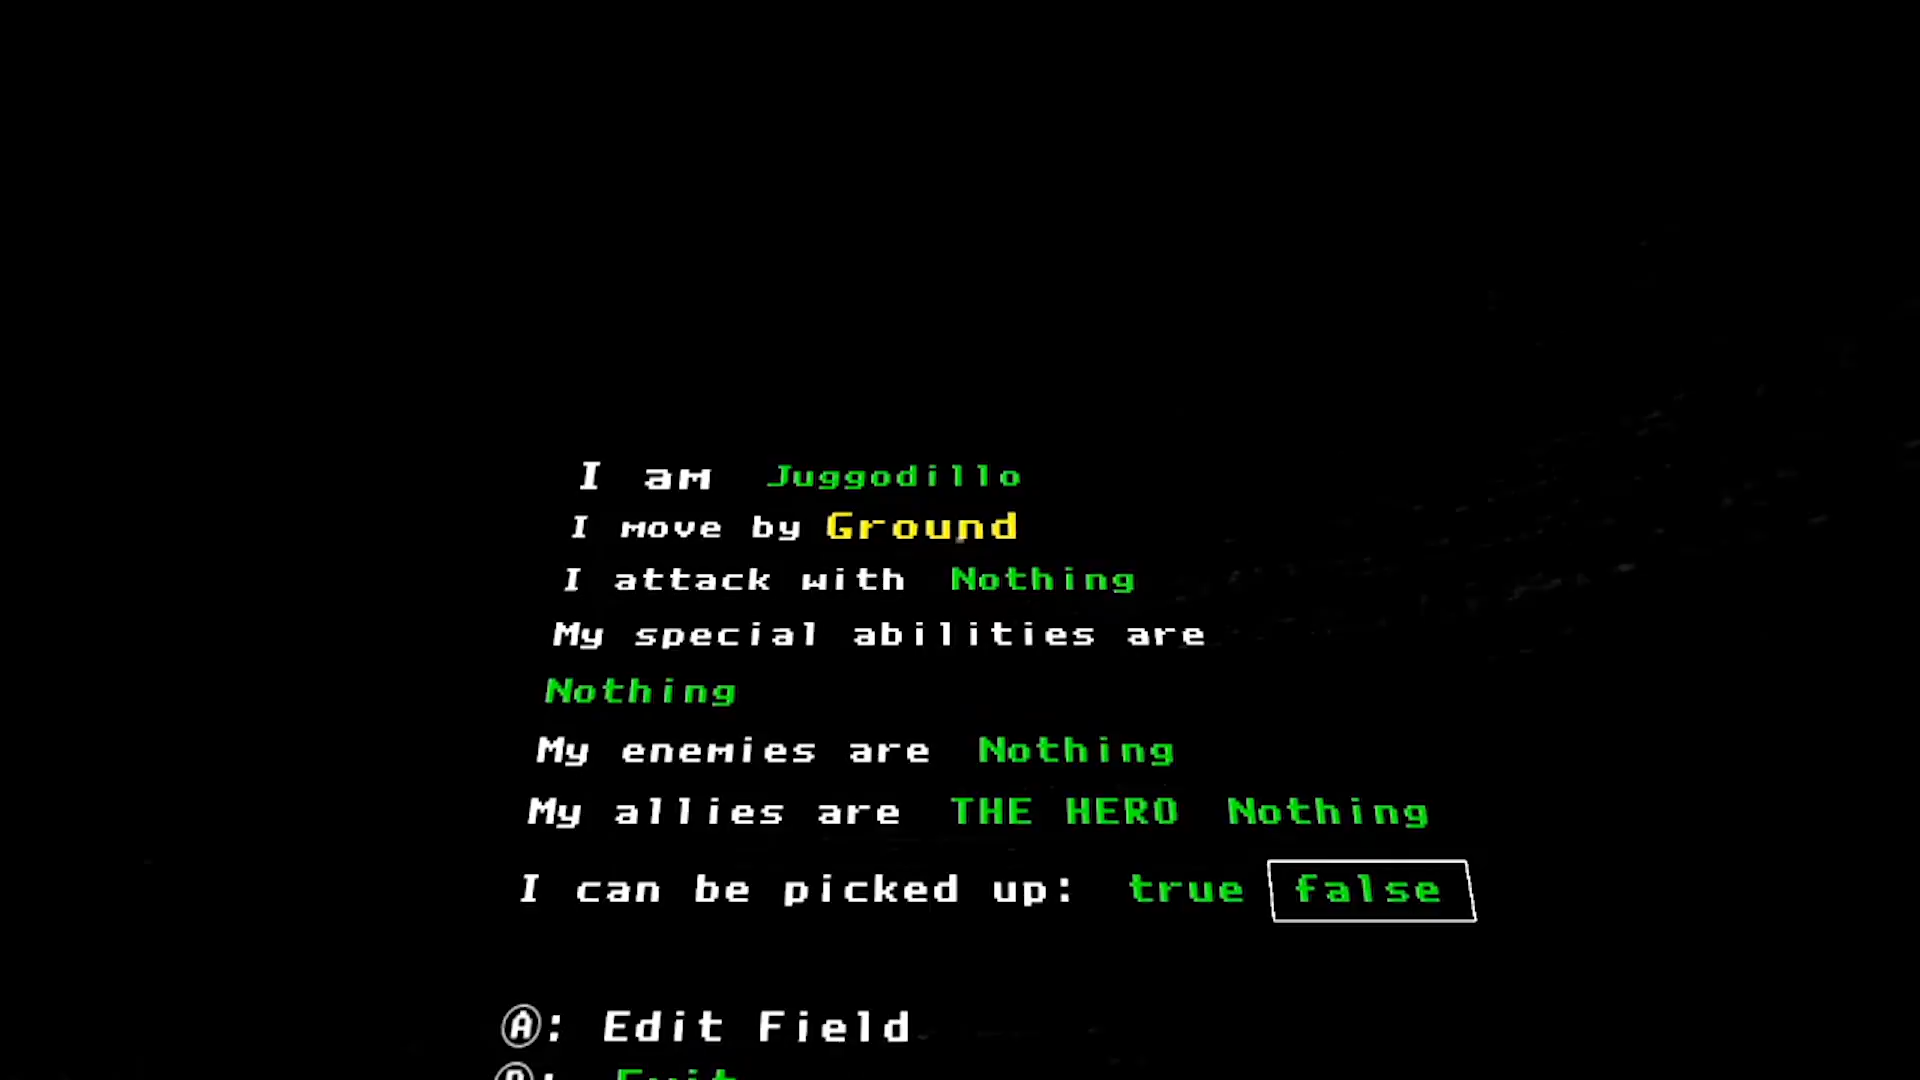 I am Juggodillo
I move by Ground
I attack with Nothing
My special abilities are
Nothing
My enemies are Nothing
My allies are THE HERO Nothing
I can be picked up: true false
Ⓐ: Edit Field
Ⓑ: Exit